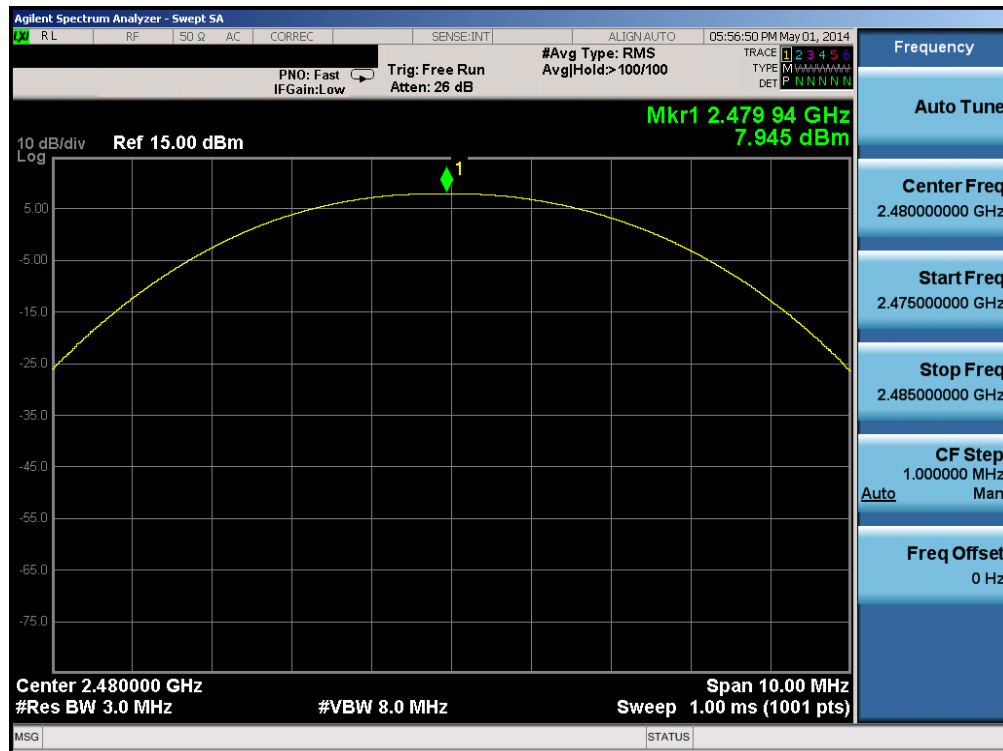 Agilent Spectrum Analyzer - Swept SA
LXI RL RF 50 Ω AC CORREC SENSE:INT ALIGN AUTO 05:56:50 PM May 01, 2014
PNO: Fast
IFGain:Low
Trig: Free Run
Atten: 26 dB
#Avg Type: RMS
Avg|Hold:>100/100
TRACE 1 2 3 4 5 6
TYPE M WWWWW
DET P N N N N N
Mkr1 2.479 94 GHz
7.945 dBm
10 dB/div Ref 15.00 dBm
Log
1
5.00
-5.00
-15.0
-25.0
-35.0
-45.0
-55.0
-65.0
-75.0
Center 2.480000 GHz Span 10.00 MHz
#Res BW 3.0 MHz #VBW 8.0 MHz Sweep 1.00 ms (1001 pts)
MSG STATUS
Frequency
Auto Tune
Center Freq
2.480000000 GHz
Start Freq
2.475000000 GHz
Stop Freq
2.485000000 GHz
CF Step
1.000000 MHz
Auto Man
Freq Offset
0 Hz